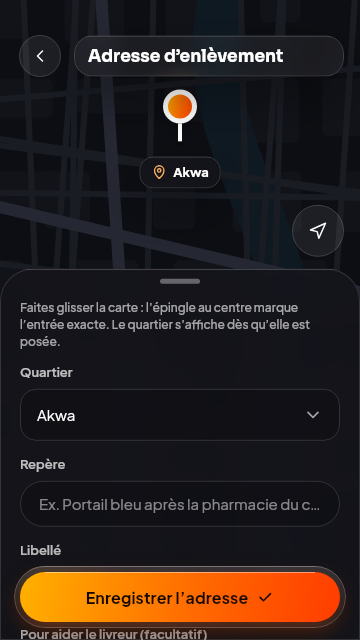 Adresse d’enlèvement
Akwa
Faites glisser la carte : l’épingle au centre marque
l’entrée exacte. Le quartier s’affiche dès qu’elle est
posée.
Quartier
Akwa
Repère
Ex. Portail bleu après la pharmacie du c…
Libellé
Enregistrer l’adresse
Pour aider le livreur (facultatif)